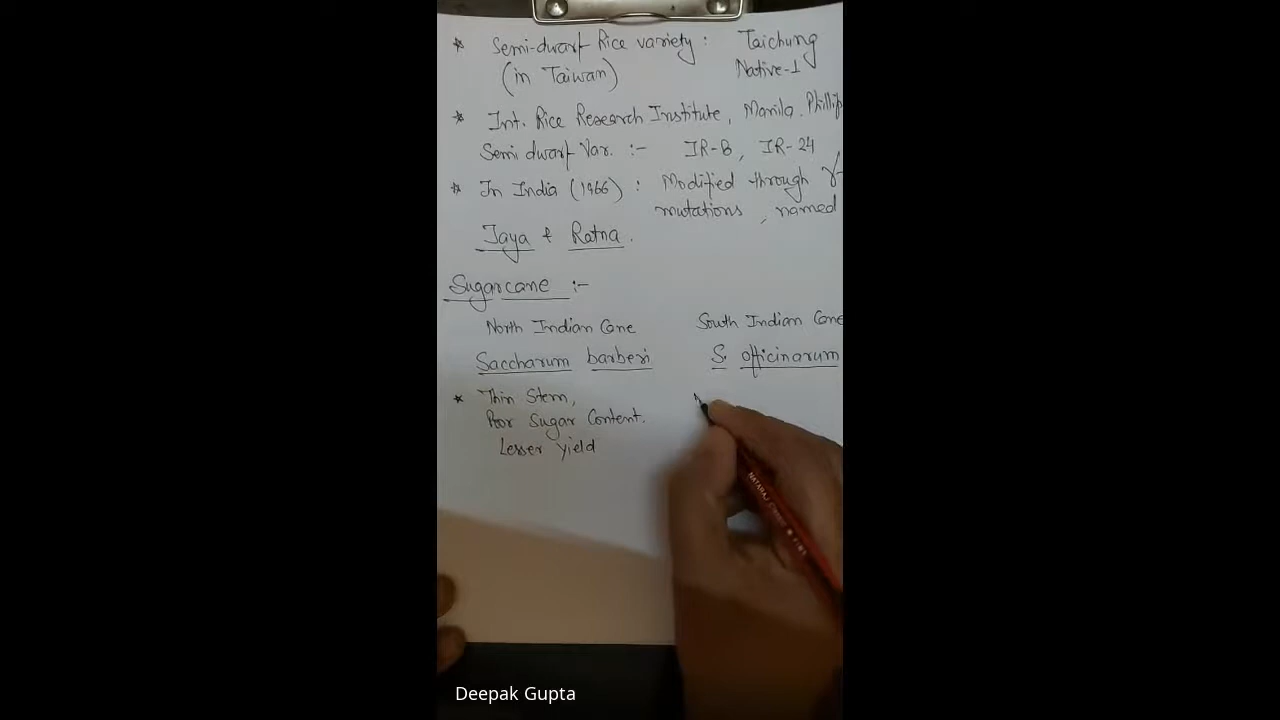 * Semi-dwarf Rice variety : Taichung
(in Taiwan) Native-1
* Int. Rice Research Institute, Manila. Phillip
Semi dwarf Var. :- IR-B, IR-24
* In India (1966) : Modified through γ-
mutations, named
Jaya & Ratna.
Sugarcane :-
North Indian Cane South Indian Cane
Saccharum barberi S. officinarum
* Thin Stem,
Poor Sugar Content.
Lesser yield
NATARAJ
Deepak Gupta